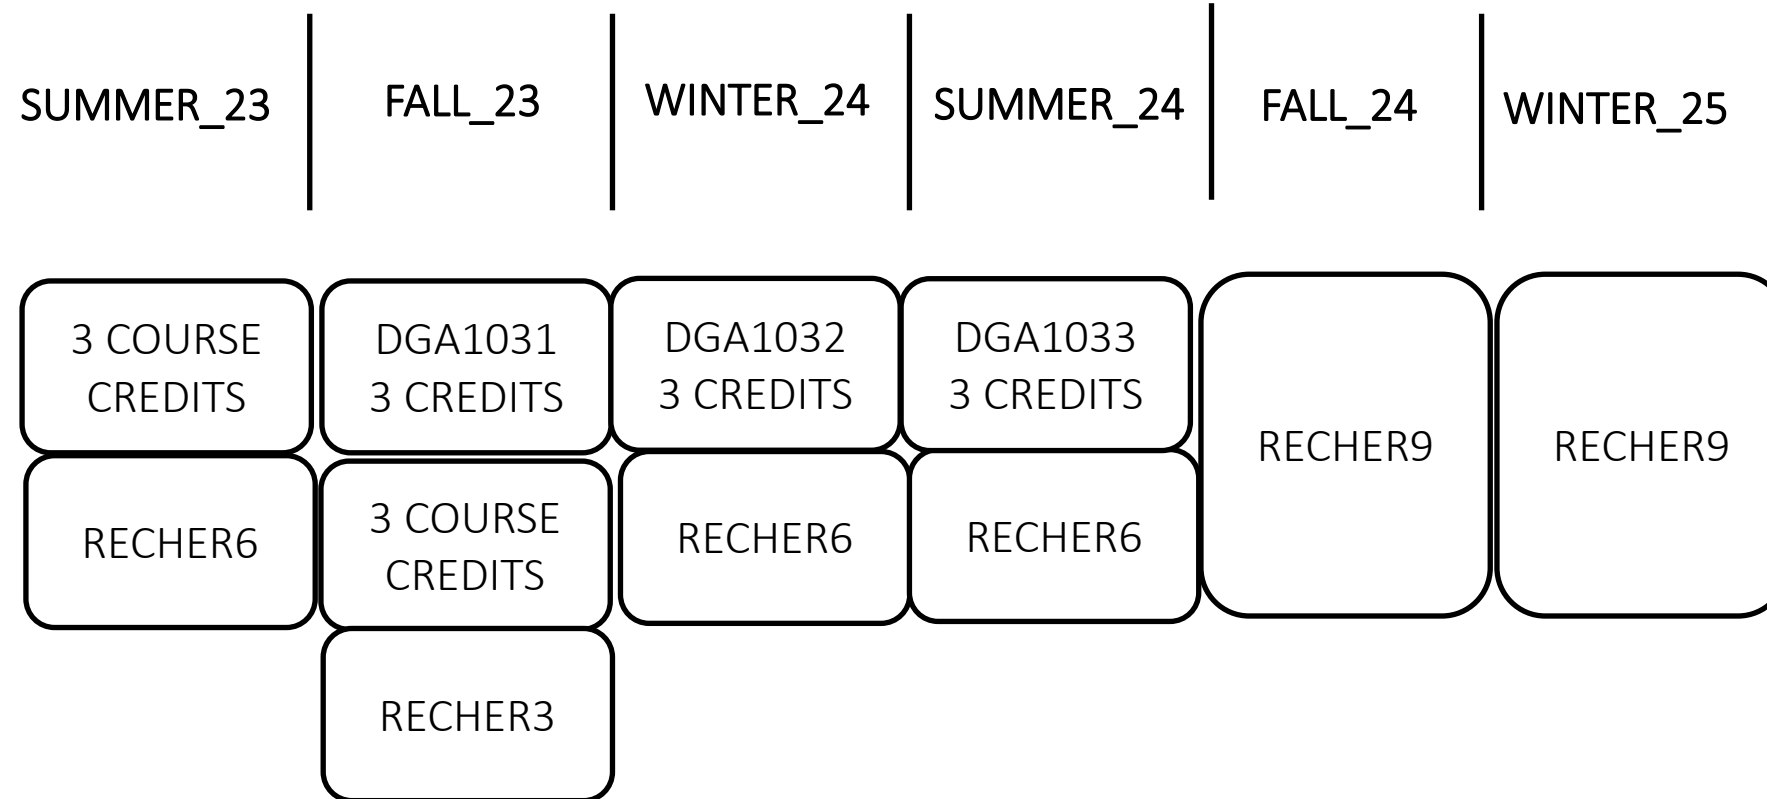 SUMMER_23
FALL_23
WINTER_24
SUMMER_24
FALL_24
WINTER_25
3 COURSE
CREDITS
DGA1031
3 CREDITS
DGA1032
3 CREDITS
DGA1033
3 CREDITS
RECHER9
RECHER9
RECHER6
3 COURSE
CREDITS
RECHER6
RECHER6
RECHER3